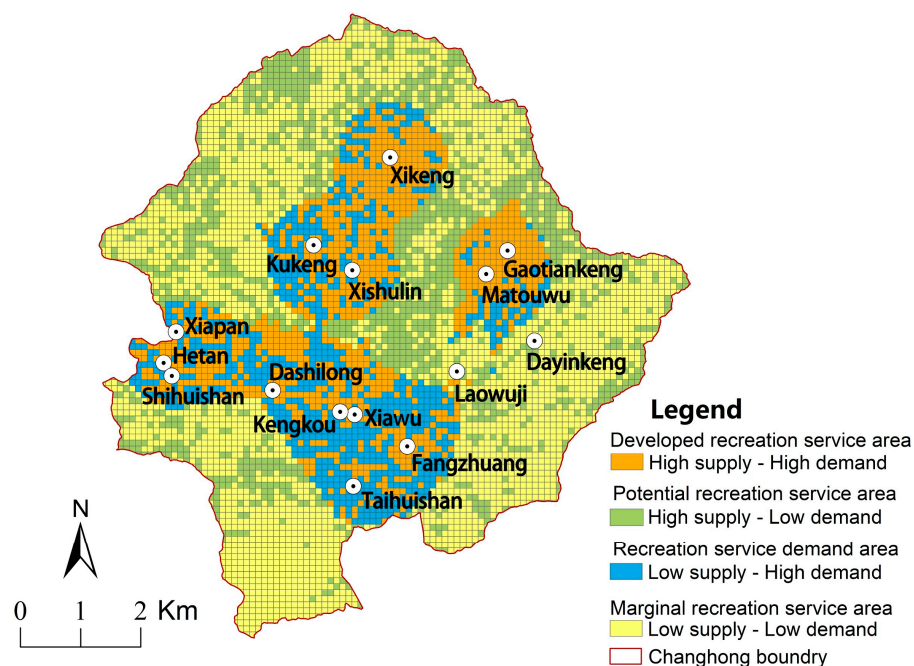 Xikeng
Kukeng
Xishulin
Gaotiankeng
Matouwu
Xiapan
Hetan
Shihuishan
Dashilong
Dayinkeng
Laowuji
Kengkou
Xiawu
Fangzhuang
Taihuishan
N
0 1 2 Km
Legend
Developed recreation service area
High supply - High demand
Potential recreation service area
High supply - Low demand
Recreation service demand area
Low supply - High demand
Marginal recreation service area
Low supply - Low demand
Changhong boundry